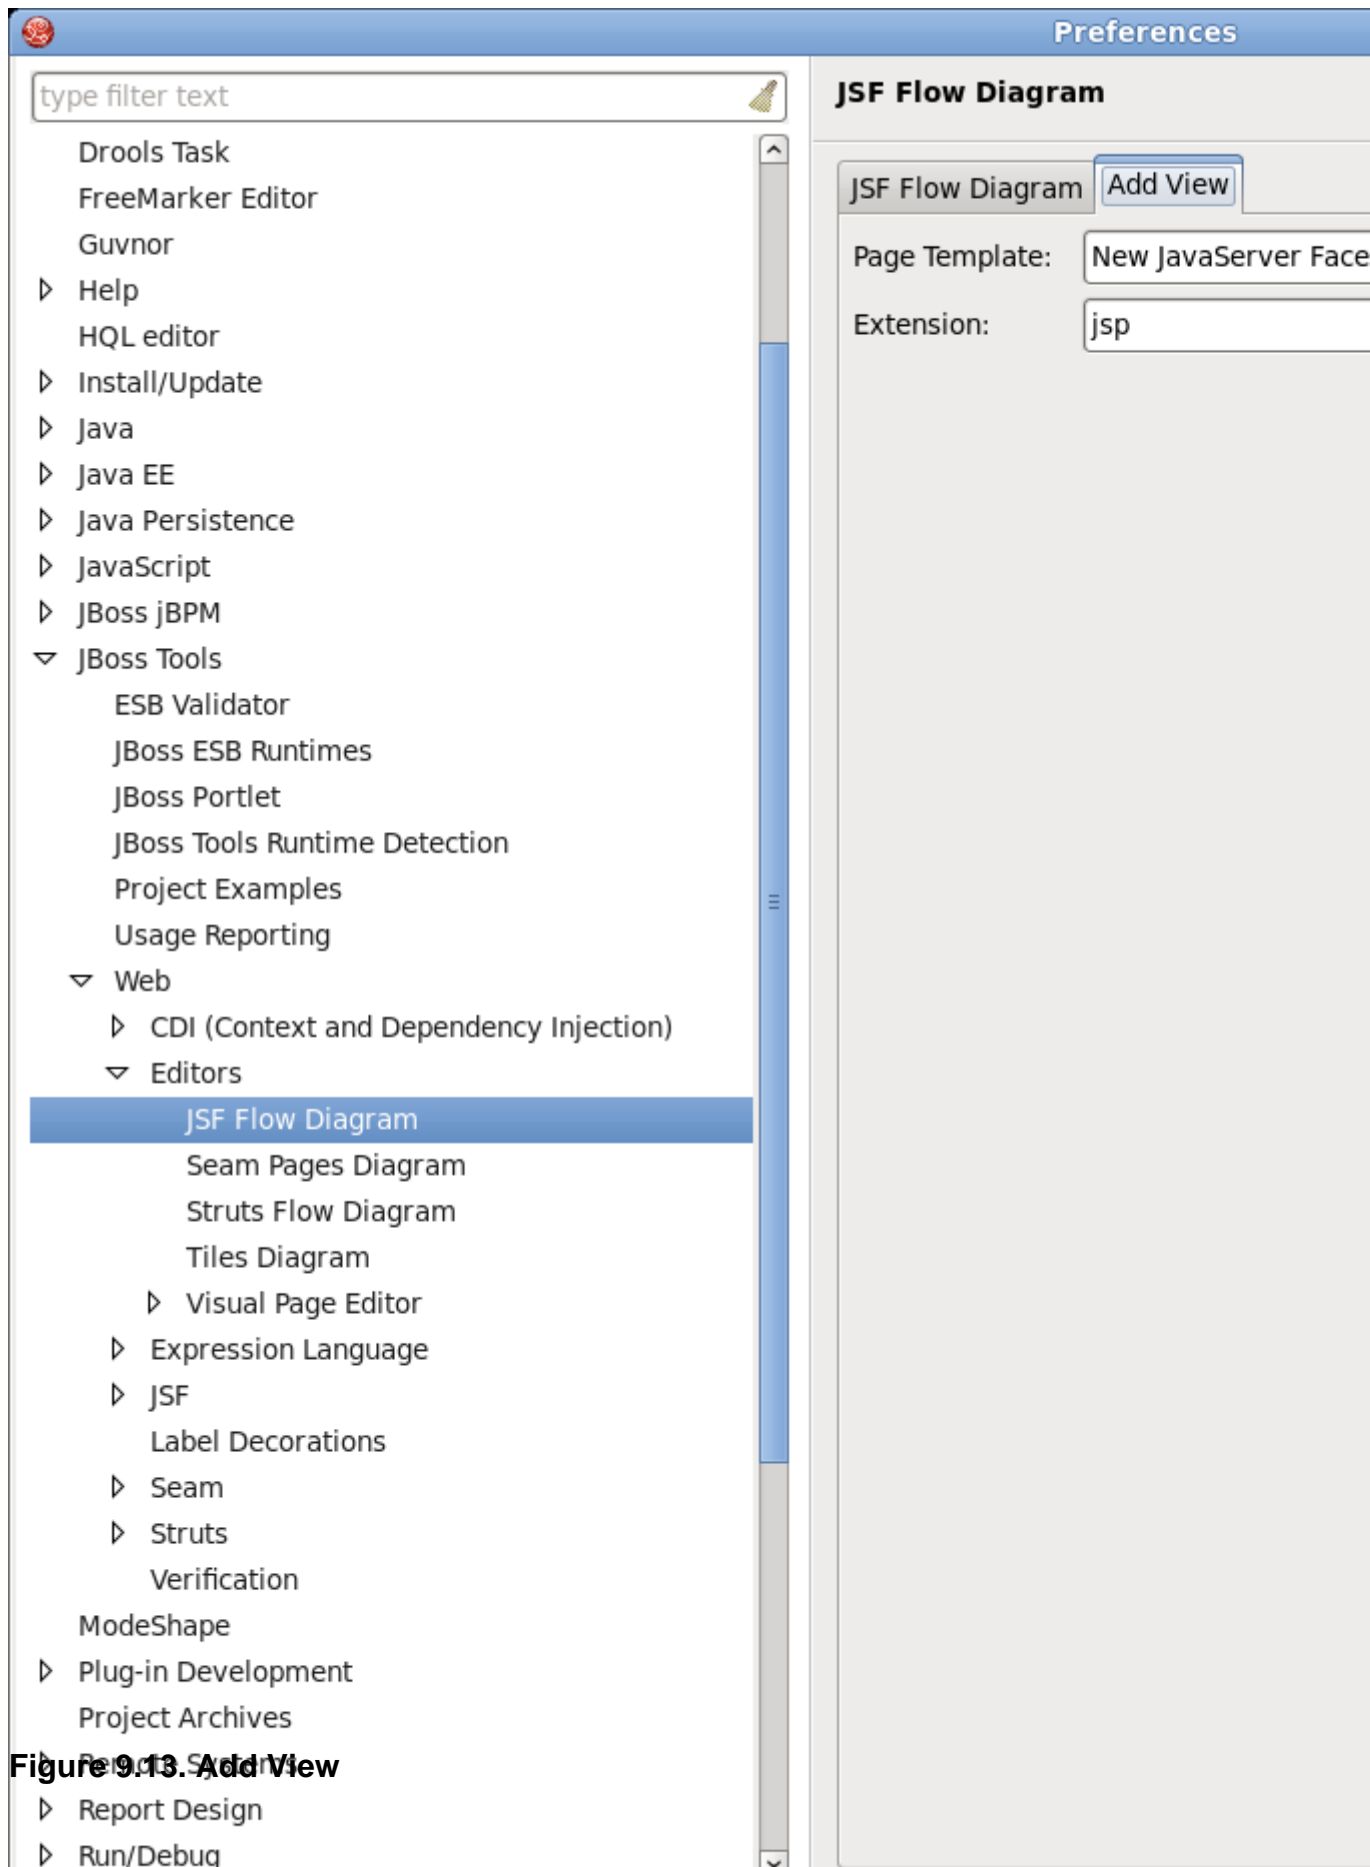 Preferences
type filter text
Drools Task
FreeMarker Editor
Guvnor
Help
HQL editor
Install/Update
Java
Java EE
Java Persistence
JavaScript
JBoss jBPM
JBoss Tools
ESB Validator
JBoss ESB Runtimes
JBoss Portlet
JBoss Tools Runtime Detection
Project Examples
Usage Reporting
Web
CDI (Context and Dependency Injection)
Editors
JSF Flow Diagram
Seam Pages Diagram
Struts Flow Diagram
Tiles Diagram
Visual Page Editor
Expression Language
JSF
Label Decorations
Seam
Struts
Verification
ModeShape
Plug-in Development
Project Archives
Remote Systems
Figure 9.13. Add View
Report Design
Run/Debug
JSF Flow Diagram
JSF Flow Diagram
Add View
Page Template: New JavaServer Face
Extension: jsp